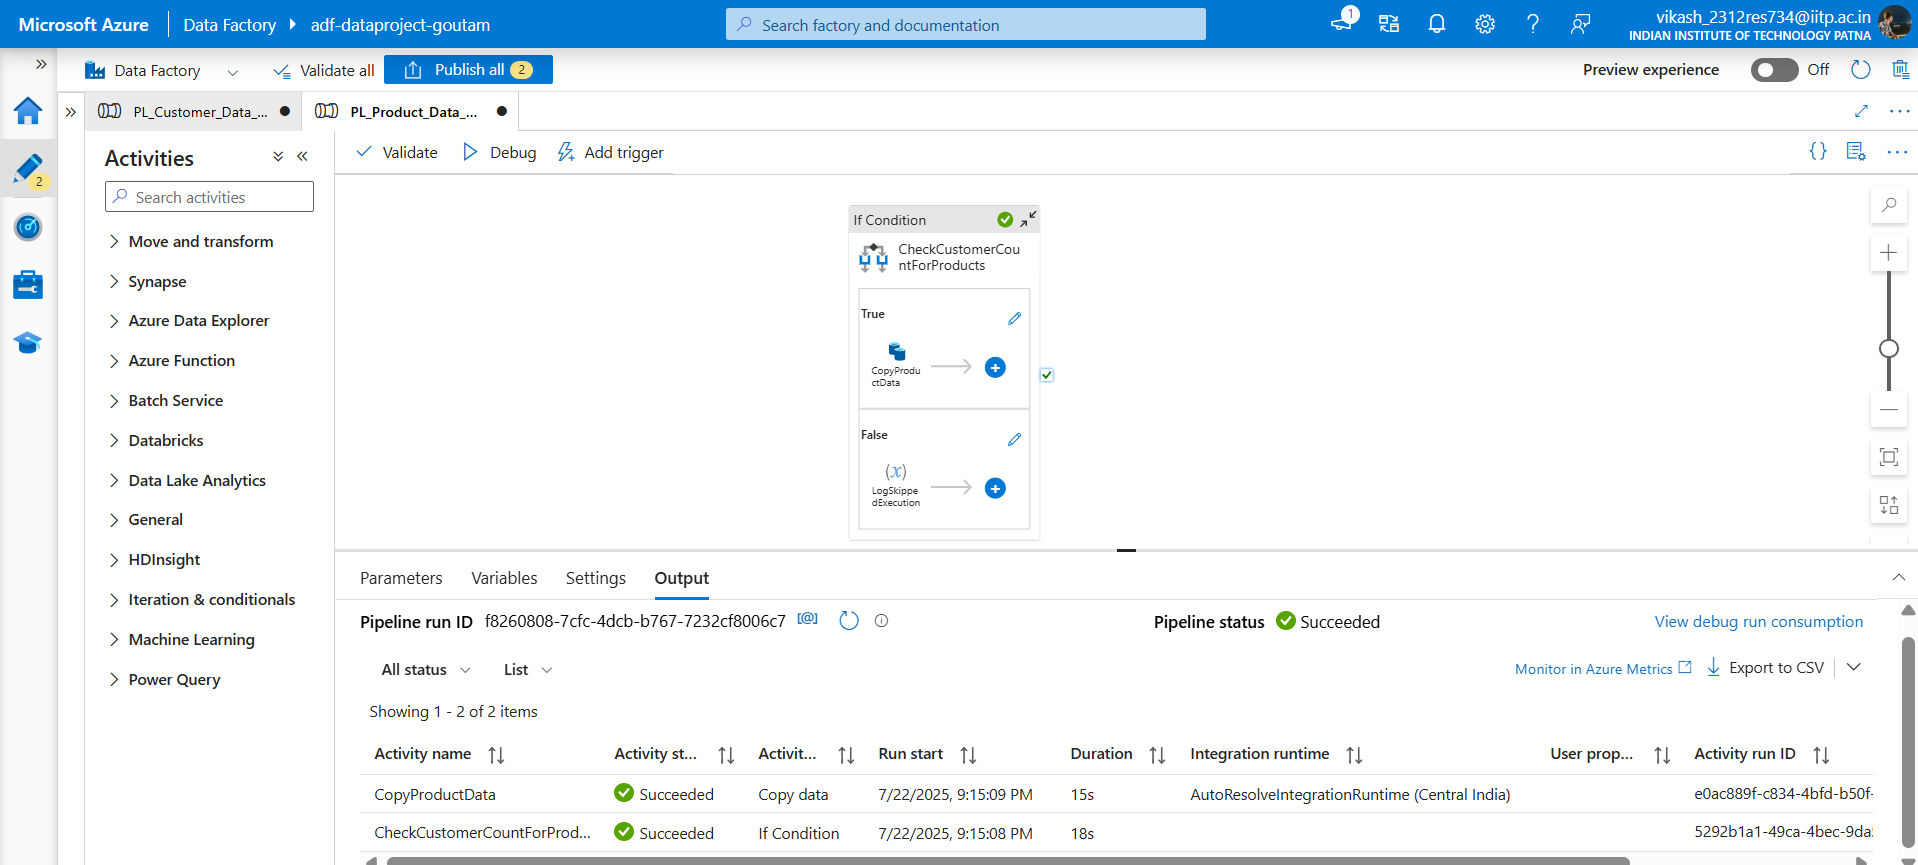 Microsoft Azure
Data Factory
adf-dataproject-goutam
Search factory and documentation
1
vikash_2312res734@iitp.ac.in
INDIAN INSTITUTE OF TECHNOLOGY PATNA
Data Factory
Validate all
Publish all 2
Preview experience
Off
PL_Customer_Data_...
PL_Product_Data_...
2
Activities
Search activities
Move and transform
Synapse
Azure Data Explorer
Azure Function
Batch Service
Databricks
Data Lake Analytics
General
HDInsight
Iteration & conditionals
Machine Learning
Power Query
Validate
Debug
Add trigger
If Condition
CheckCustomerCou
ntForProducts
True
CopyProdu
ctData
False
(x)
LogSkippe
dExecution
Parameters Variables Settings Output
Pipeline run ID f8260808-7cfc-4dcb-b767-7232cf8006c7 [@]
Pipeline status Succeeded
View debug run consumption
All status List
Monitor in Azure Metrics Export to CSV
Showing 1 - 2 of 2 items
Activity name Activity st... Activit... Run start Duration Integration runtime User prop... Activity run ID
CopyProductData Succeeded Copy data 7/22/2025, 9:15:09 PM 15s AutoResolveIntegrationRuntime (Central India) e0ac889f-c834-4bfd-b50f-
CheckCustomerCountForProd... Succeeded If Condition 7/22/2025, 9:15:08 PM 18s 5292b1a1-49ca-4bec-9da